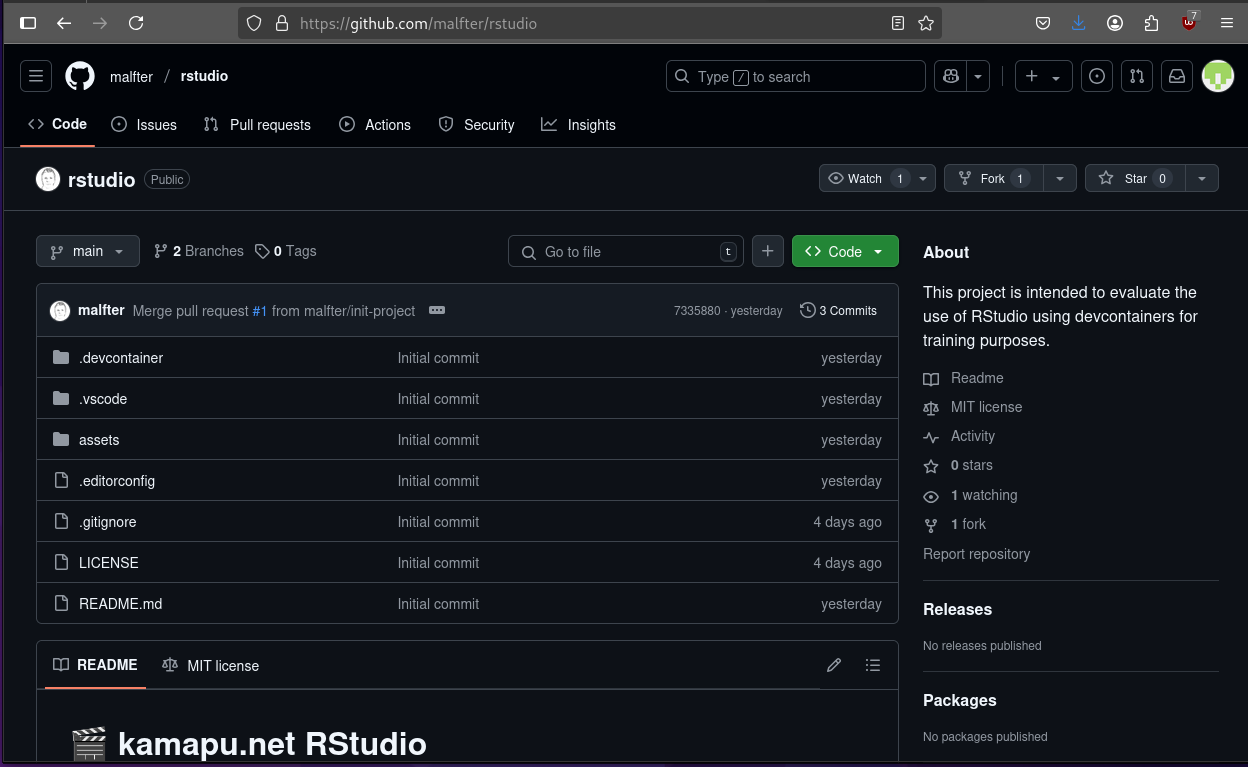 https://github.com/malfter/rstudio
7
malfter / rstudio
Type / to search
Code Issues Pull requests Actions Security Insights
rstudio Public
Watch 1 Fork 1 Star 0
main 2 Branches 0 Tags Go to file t + Code
malfter Merge pull request #1 from malfter/init-project 7335880 · yesterday 3 Commits
.devcontainer Initial commit yesterday
.vscode Initial commit yesterday
assets Initial commit yesterday
.editorconfig Initial commit yesterday
.gitignore Initial commit 4 days ago
LICENSE Initial commit 4 days ago
README.md Initial commit yesterday
README MIT license
kamapu.net RStudio
About
This project is intended to evaluate the
use of RStudio using devcontainers for
training purposes.
Readme
MIT license
Activity
0 stars
1 watching
1 fork
Report repository
Releases
No releases published
Packages
No packages published